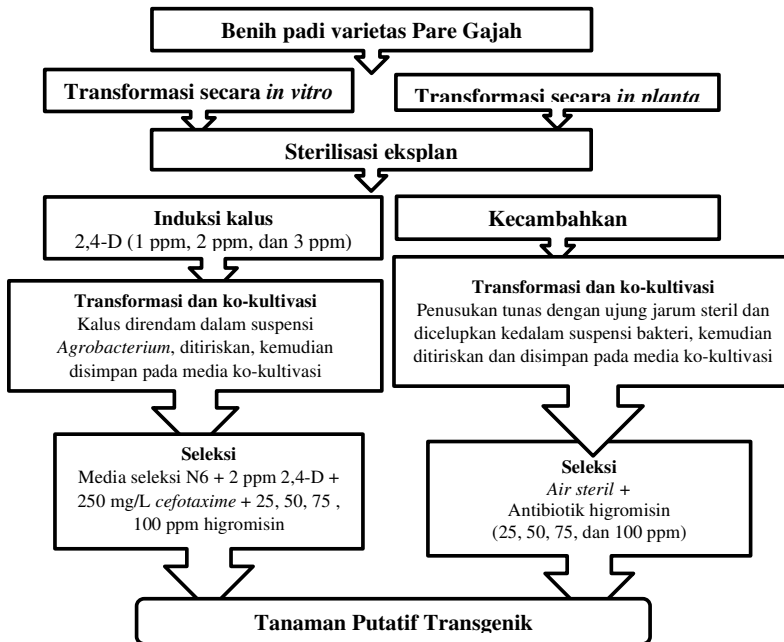 Benih padi varietas Pare Gajah
Transformasi secara in vitro
Transformasi secara in planta
Sterilisasi eksplan
Induksi kalus
2,4-D (1 ppm, 2 ppm, dan 3 ppm)
Kecambahkan
Transformasi dan ko-kultivasi
Kalus direndam dalam suspensi
Agrobacterium, ditiriskan, kemudian
disimpan pada media ko-kultivasi
Transformasi dan ko-kultivasi
Penusukan tunas dengan ujung jarum steril dan
dicelupkan kedalam suspensi bakteri, kemudian
ditiriskan dan disimpan pada media ko-kultivasi
Seleksi
Media seleksi N6 + 2 ppm 2,4-D +
250 mg/L cefotaxime + 25, 50, 75 ,
100 ppm higromisin
Seleksi
Air steril +
Antibiotik higromisin
(25, 50, 75, dan 100 ppm)
Tanaman Putatif Transgenik